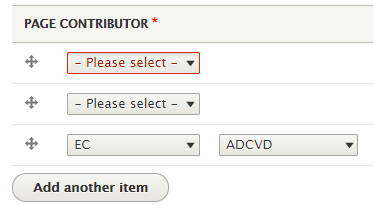 PAGE CONTRIBUTOR *
- Please select -
- Please select -
EC ADCVD
Add another item